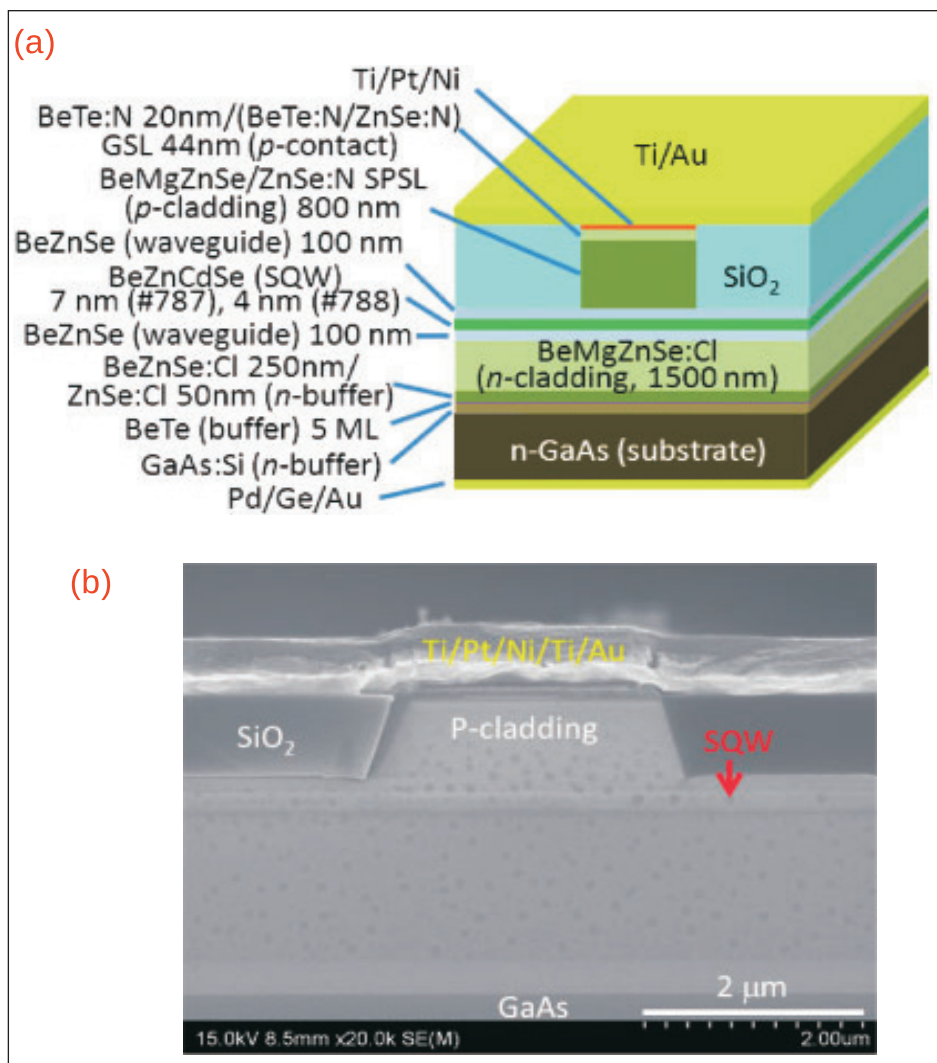 (a)
Ti/Pt/Ni
BeTe:N 20nm/(BeTe:N/ZnSe:N)
GSL 44nm (p-contact)
BeMgZnSe/ZnSe:N SPSL
(p-cladding) 800 nm
BeZnSe (waveguide) 100 nm
BeZnCdSe (SQW)
7 nm (#787), 4 nm (#788)
BeZnSe (waveguide) 100 nm
BeZnSe:Cl 250nm/
ZnSe:Cl 50nm (n-buffer)
BeTe (buffer) 5 ML
GaAs:Si (n-buffer)
Pd/Ge/Au
Ti/Au
SiO2
BeMgZnSe:Cl
(n-cladding, 1500 nm)
n-GaAs (substrate)
(b)
Ti/Pt/Ni/Ti/Au
SiO2
P-cladding
SQW
GaAs
2 μm
15.0kV 8.5mm x20.0k SE(M)
2.00um